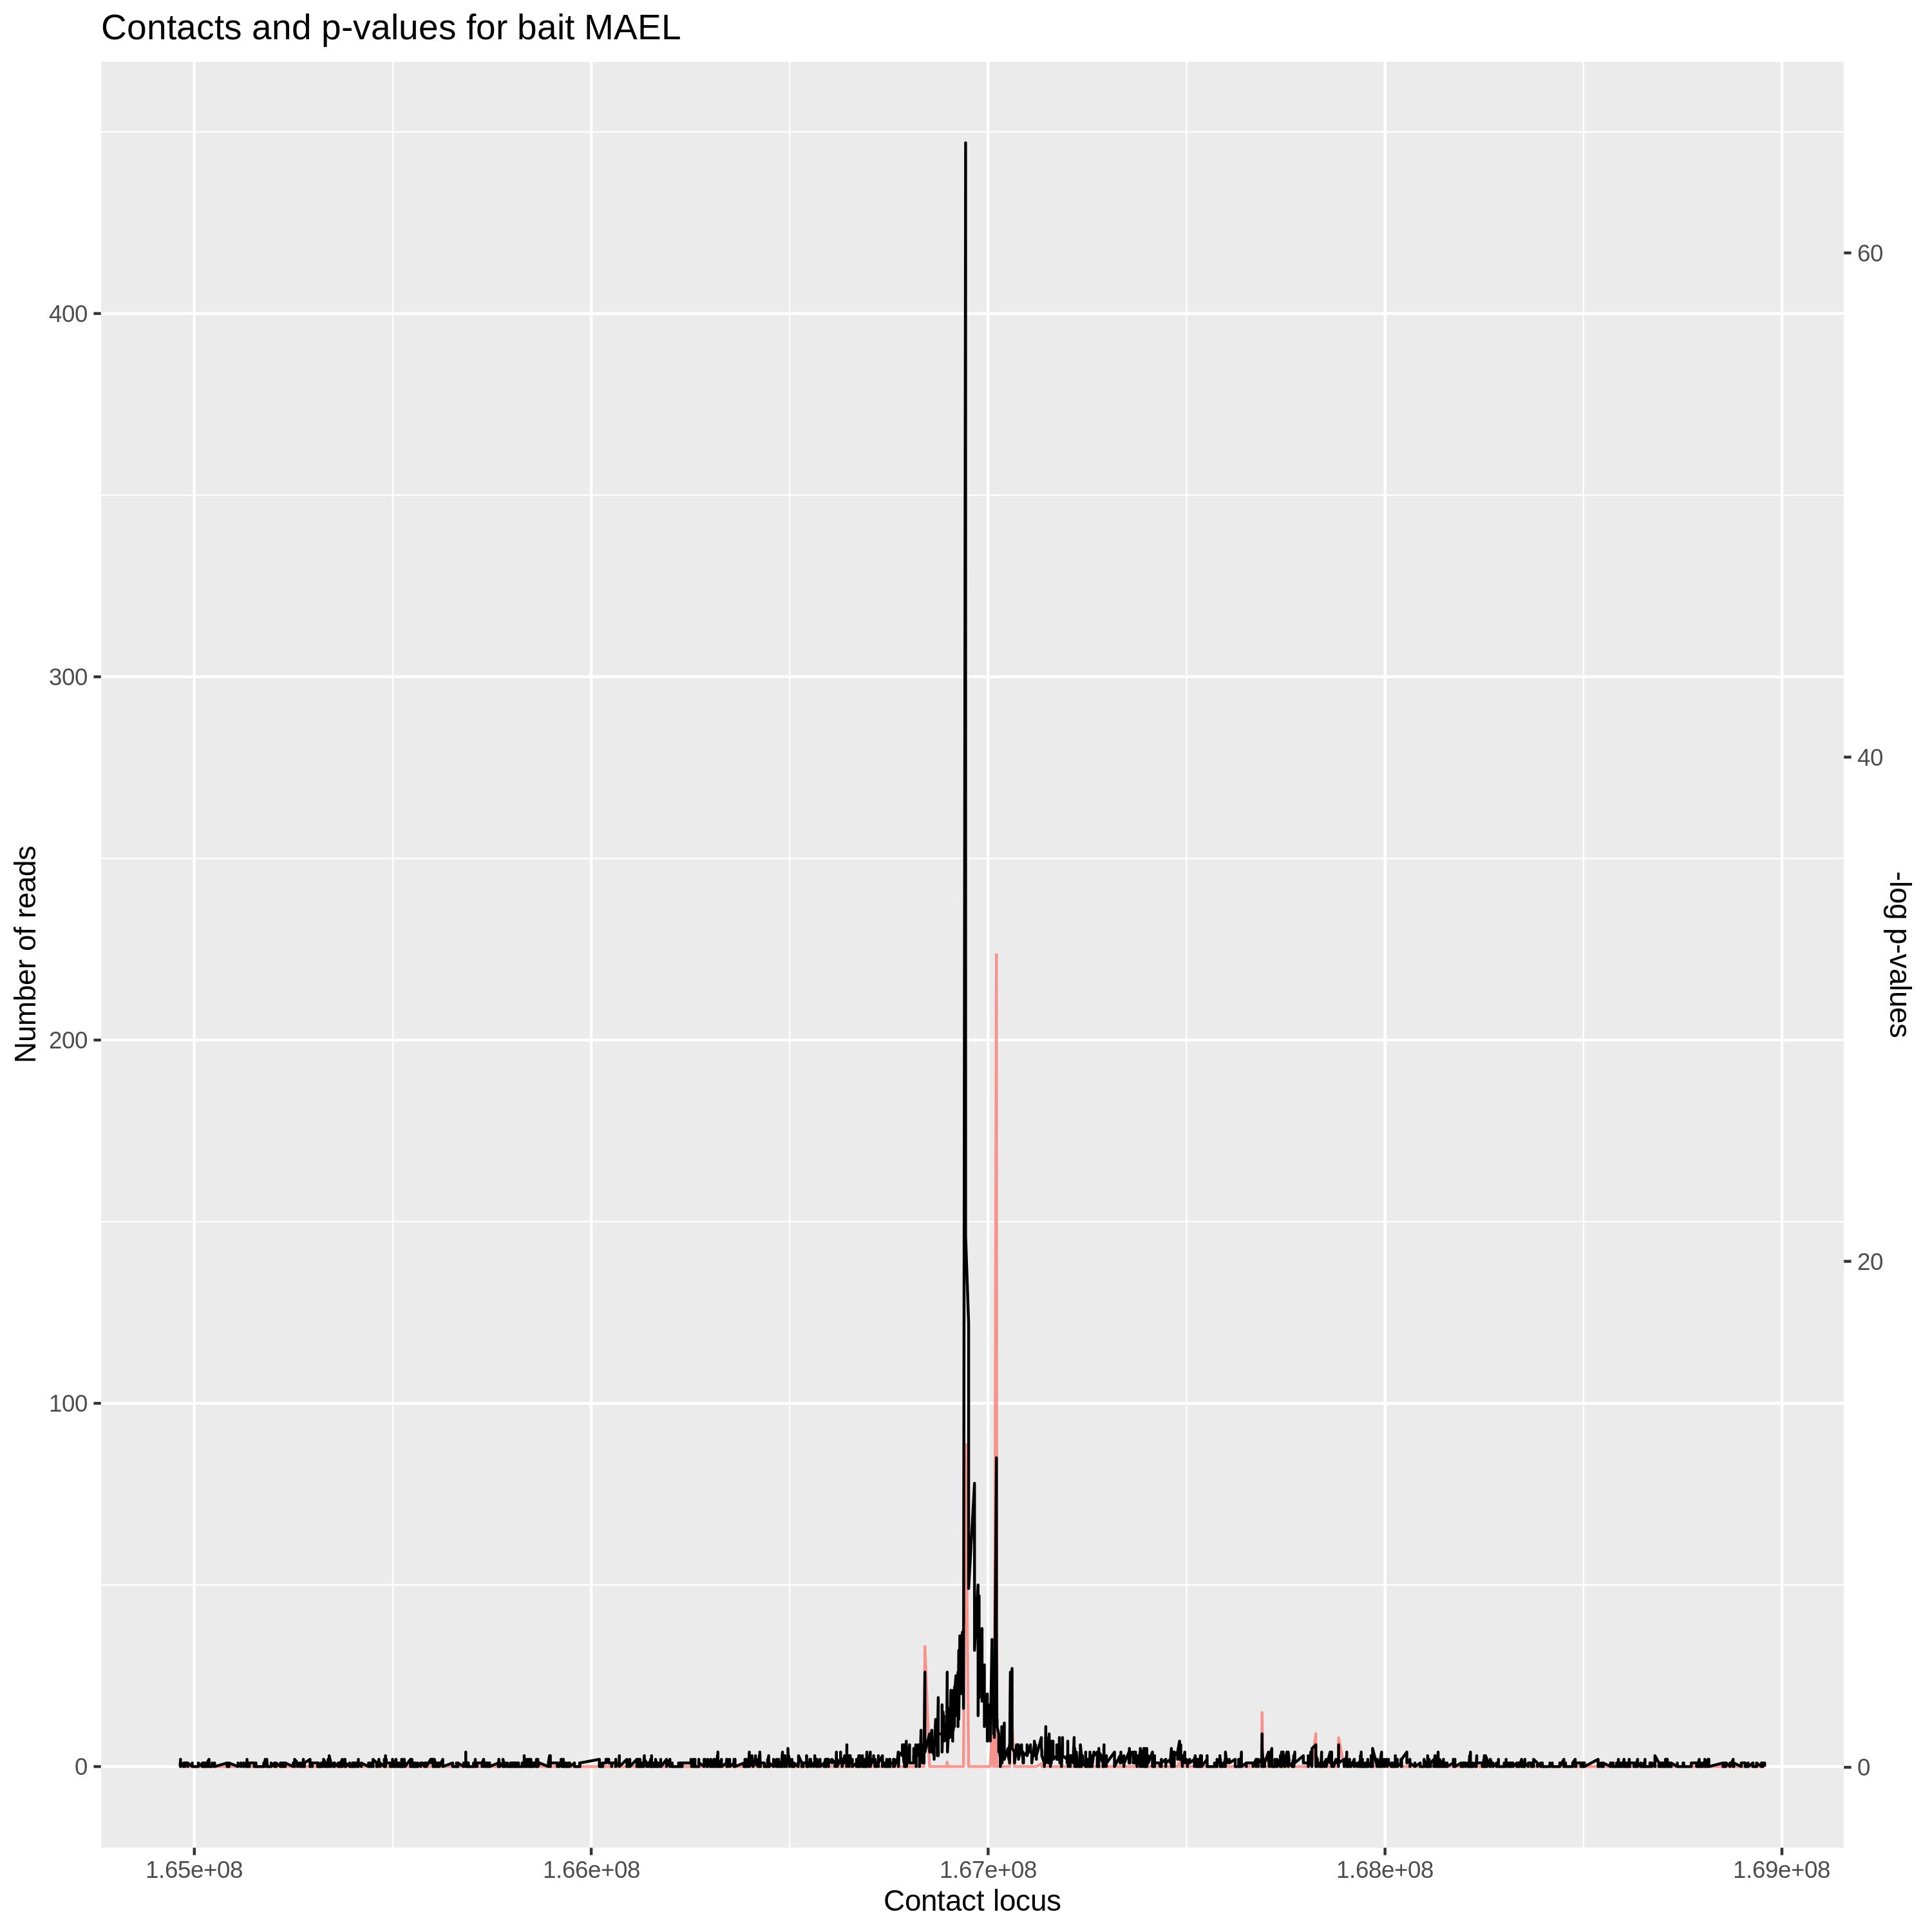 Contacts and p-values for bait MAEL
Number of reads
400
300
200
100
0
60
40
20
0
-log p-values
1.65e+08 1.66e+08 1.67e+08 1.68e+08 1.69e+08
Contact locus